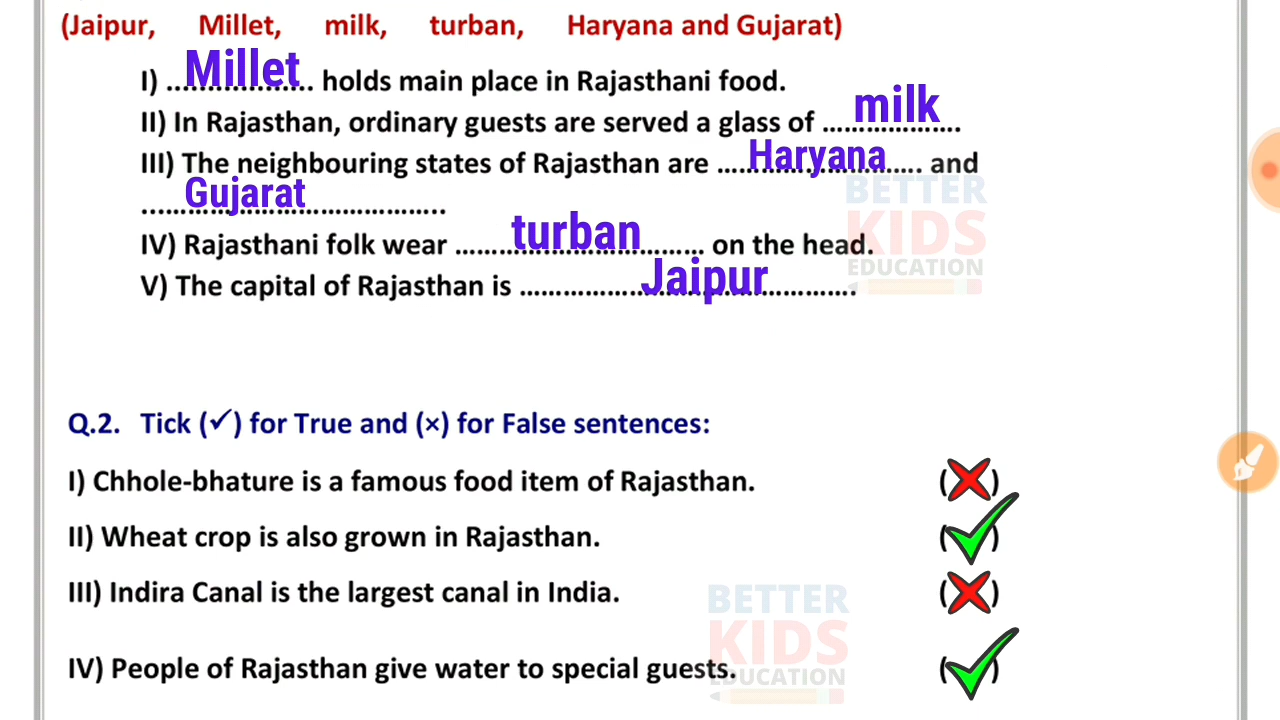 (Jaipur, Millet, milk, turban, Haryana and Gujarat)
I) ....Millet.... holds main place in Rajasthani food.
II) In Rajasthan, ordinary guests are served a glass of ....milk....
III) The neighbouring states of Rajasthan are ....Haryana.... and
....Gujarat....
IV) Rajasthani folk wear ....turban.... on the head.
V) The capital of Rajasthan is ....Jaipur....
BETTER
KIDS
EDUCATION
Q.2. Tick (✓) for True and (×) for False sentences:
I) Chhole-bhature is a famous food item of Rajasthan. (❌)
II) Wheat crop is also grown in Rajasthan. (✓)
III) Indira Canal is the largest canal in India. (❌)
IV) People of Rajasthan give water to special guests. (✓)
BETTER
KIDS
EDUCATION